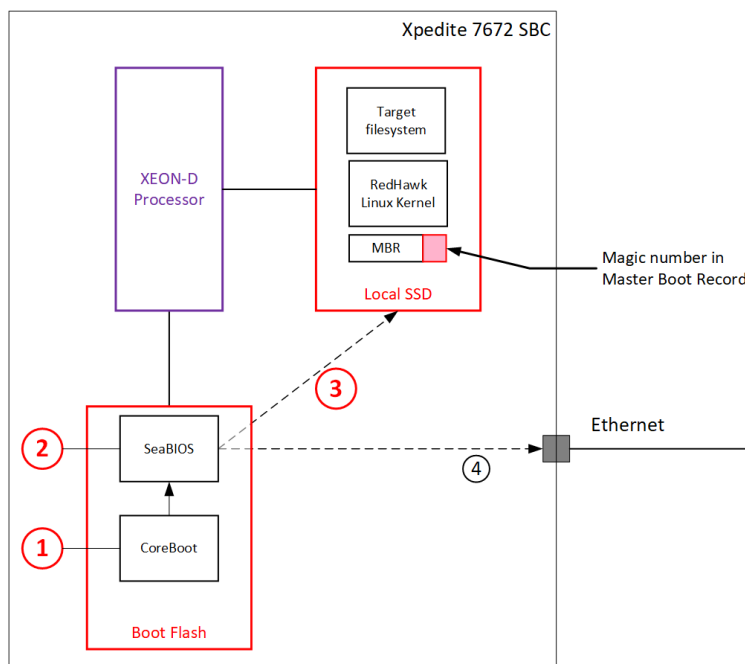 Xpedite 7672 SBC
XEON-D
Processor
Target
filesystem
RedHawk
Linux Kernel
MBR
Local SSD
Magic number in
Master Boot Record
3
2
SeaBIOS
4
Ethernet
1
CoreBoot
Boot Flash